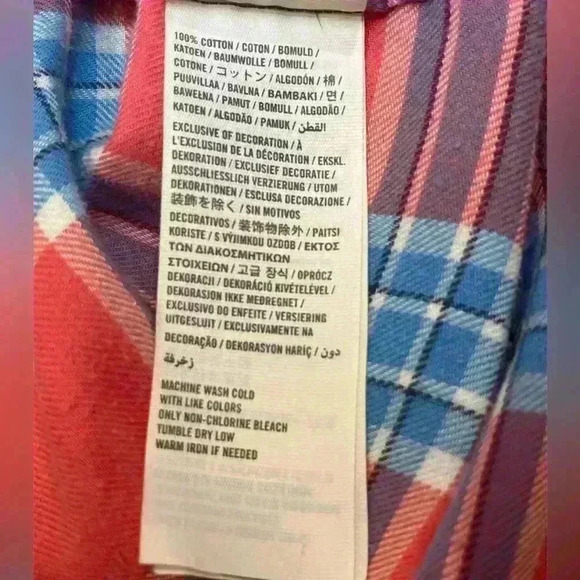 100% COTTON / COTON / BOMULD /
KATOEN / BAUMWOLLE / BOMULL /
COTONE / コットン / ALGODÓN / 棉 /
PUUVILLAA / BAVLNA / BAMBAKI / 면 /
BAWEŁNA / PAMUT / BOMULL / ALGODÃO /
KATOEN / ALGODÃO / PAMUK / القطن
EXCLUSIVE OF DECORATION / À
L'EXCLUSION DE LA DÉCORATION / EKSKL.
DEKORATION / EXCLUSIEF DECORATIE /
AUSSCHLIESSLICH VERZIERUNG / UTOM
DEKORATIONEN / ESCLUSA DECORAZIONE /
装飾を除く / SIN MOTIVOS
DECORATIVOS / 装饰物除外 / PAITSI
KORISTE / S VÝJIMKOU OZDOB / ΕΚΤΟΣ
ΤΩΝ ΔΙΑΚΟΣΜΗΤΙΚΩΝ
ΣΤΟΙΧΕΙΩΝ / 고급 장식 / OPRÓCZ
DEKORACJI / DEKORÁCIÓ KIVÉTELÉVEL /
DEKORASJON IKKE MEDREGNET /
EXCLUSIVO DO ENFEITE / VERSIERING
UITGESLUIT / EXCLUSIVAMENTE NA
DECORAÇÃO / DEKORASYON HARİÇ / دون
زخرفة
MACHINE WASH COLD
WITH LIKE COLORS
ONLY NON-CHLORINE BLEACH
TUMBLE DRY LOW
WARM IRON IF NEEDED